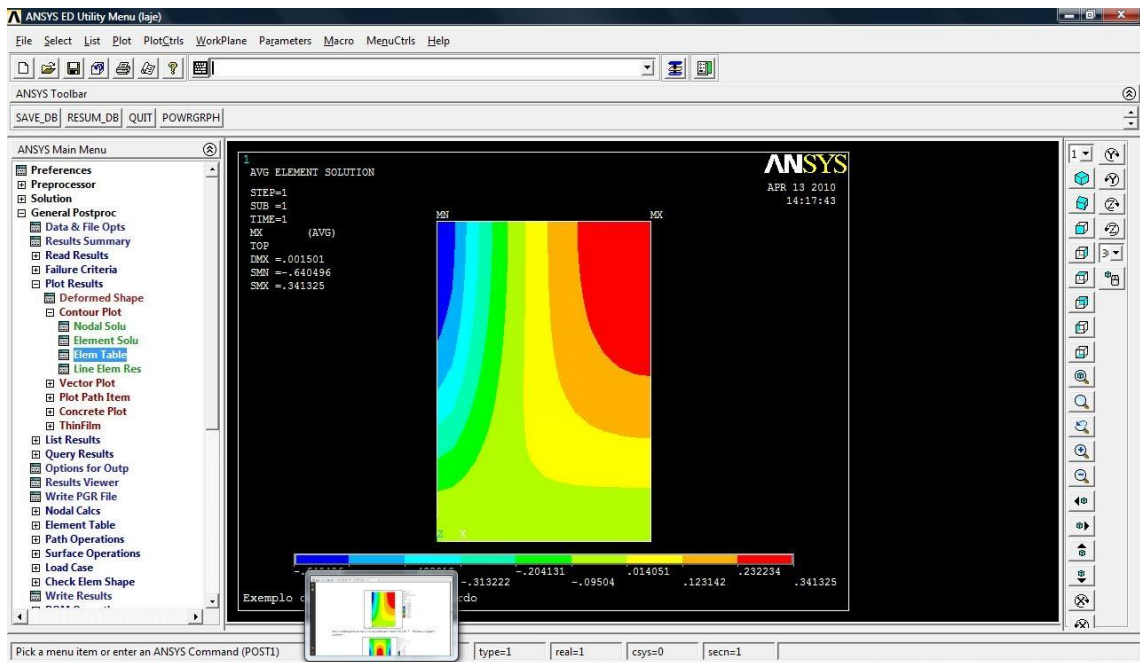 ANSYS ED Utility Menu (laje)
File Select List Plot PlotCtrls WorkPlane Parameters Macro MenuCtrls Help
ANSYS Toolbar
SAVE_DB RESUM_DB QUIT POWRGRPH
ANSYS Main Menu
Preferences
Preprocessor
Solution
General Postproc
Data & File Opts
Results Summary
Read Results
Failure Criteria
Plot Results
Deformed Shape
Contour Plot
Nodal Solu
Element Solu
Elem Table
Line Elem Res
Vector Plot
Plot Path Item
Concrete Plot
ThinFilm
List Results
Query Results
Options for Outp
Results Viewer
Write PGR File
Nodal Calcs
Element Table
Path Operations
Surface Operations
Load Case
Check Elem Shape
Write Results
1
AVG ELEMENT SOLUTION
STEP=1
SUB =1
TIME=1
MX (AVG)
TOP
DMX =.001501
SMN =-.640496
SMX =.341325
ANSYS
APR 13 2010
14:17:43
MN MX
Z X
-.204131 .014051 .232234
-.313222 -.09504 .123142 .341325
Exemplo
1
3
Pick a menu item or enter an ANSYS Command (POST1) type=1 real=1 csys=0 secn=1